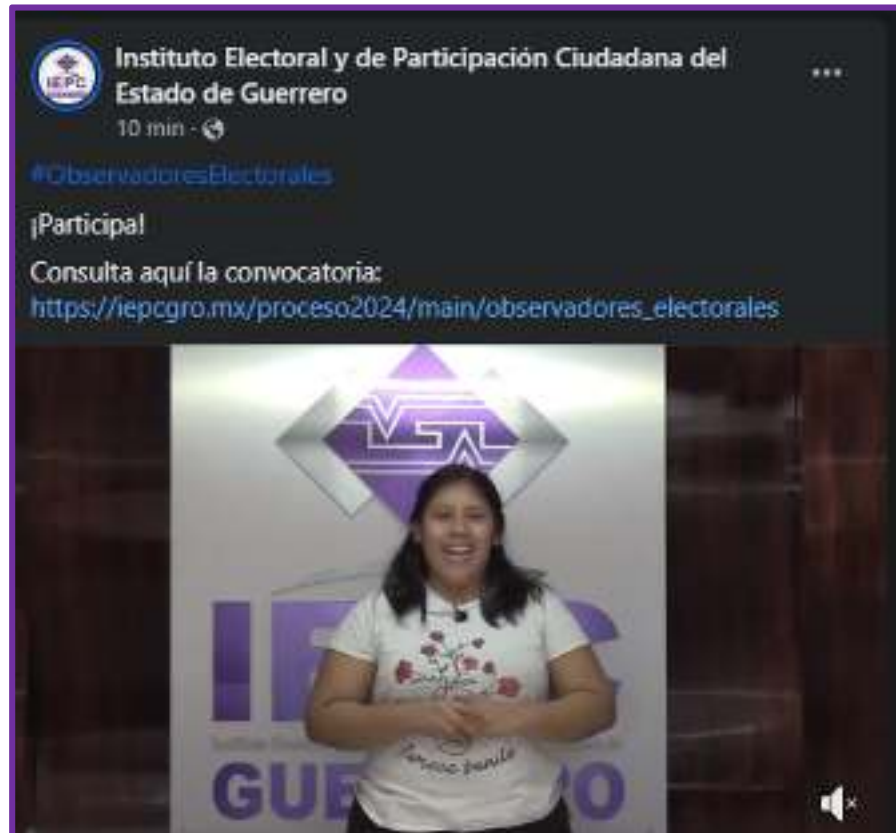 IEPC
Instituto Electoral y de Participación Ciudadana del
Estado de Guerrero
10 min
#ObservadoresElectorales
¡Participa!
Consulta aquí la convocatoria:
https://iepcgro.mx/proceso2024/main/observadores_electorales